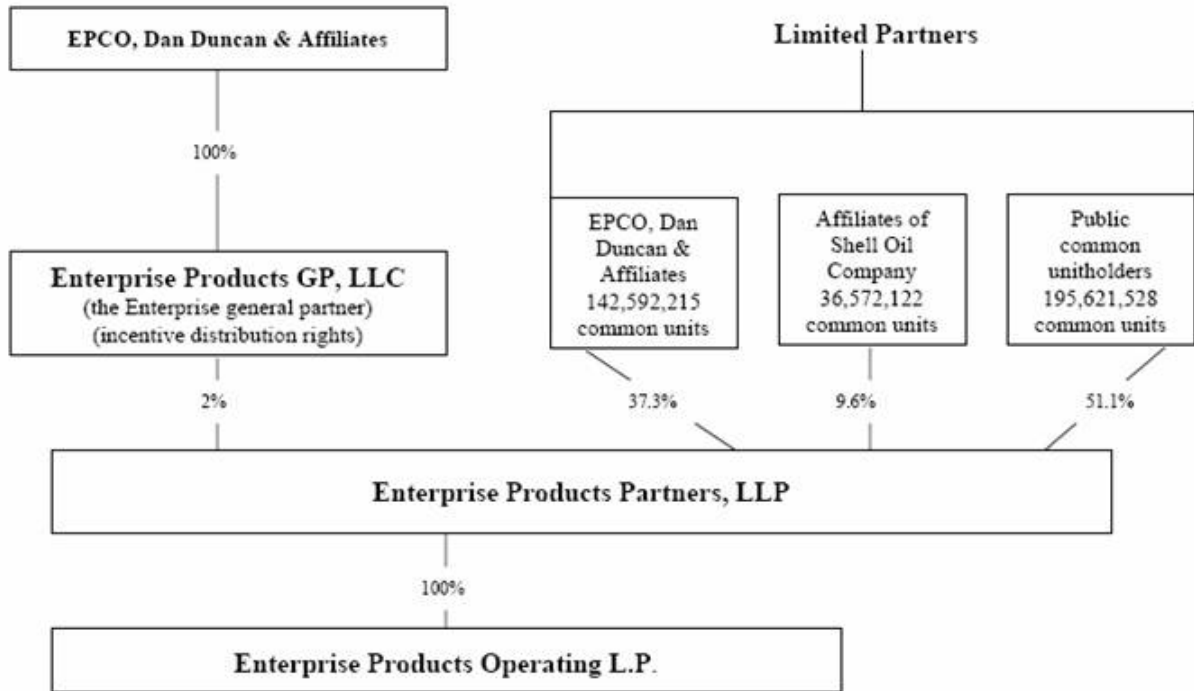 EPCO, Dan Duncan & Affiliates
Limited Partners
100%
EPCO, Dan
Duncan &
Affiliates
142,592,215
common units
Affiliates of
Shell Oil
Company
36,572,122
common units
Public
common
unitholders
195,621,528
common units
Enterprise Products GP, LLC
(the Enterprise general partner)
(incentive distribution rights)
2%
37.3%
9.6%
51.1%
Enterprise Products Partners, LLP
100%
Enterprise Products Operating L.P.